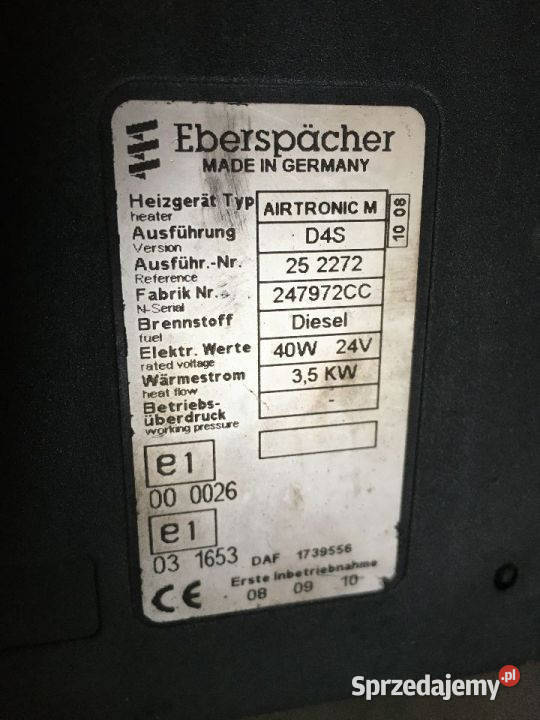 Eberspächer
MADE IN GERMANY
Heizgerät Typ AIRTRONIC M 10 08
heater
Ausführung D4S
Version
Ausführ.-Nr. 25 2272
Reference
Fabrik Nr. 247972CC
N-Serial
Brennstoff Diesel
fuel
Elektr. Werte 40W 24V
rated voltage
Wärmestrom 3,5 KW
heat flow
Betriebs- -
überdruck
working pressure
e1
00 0026
e1
03 1653 DAF 1739556
Erste Inbetriebnahme
CE 08 09 10
Sprzedajemy.pl